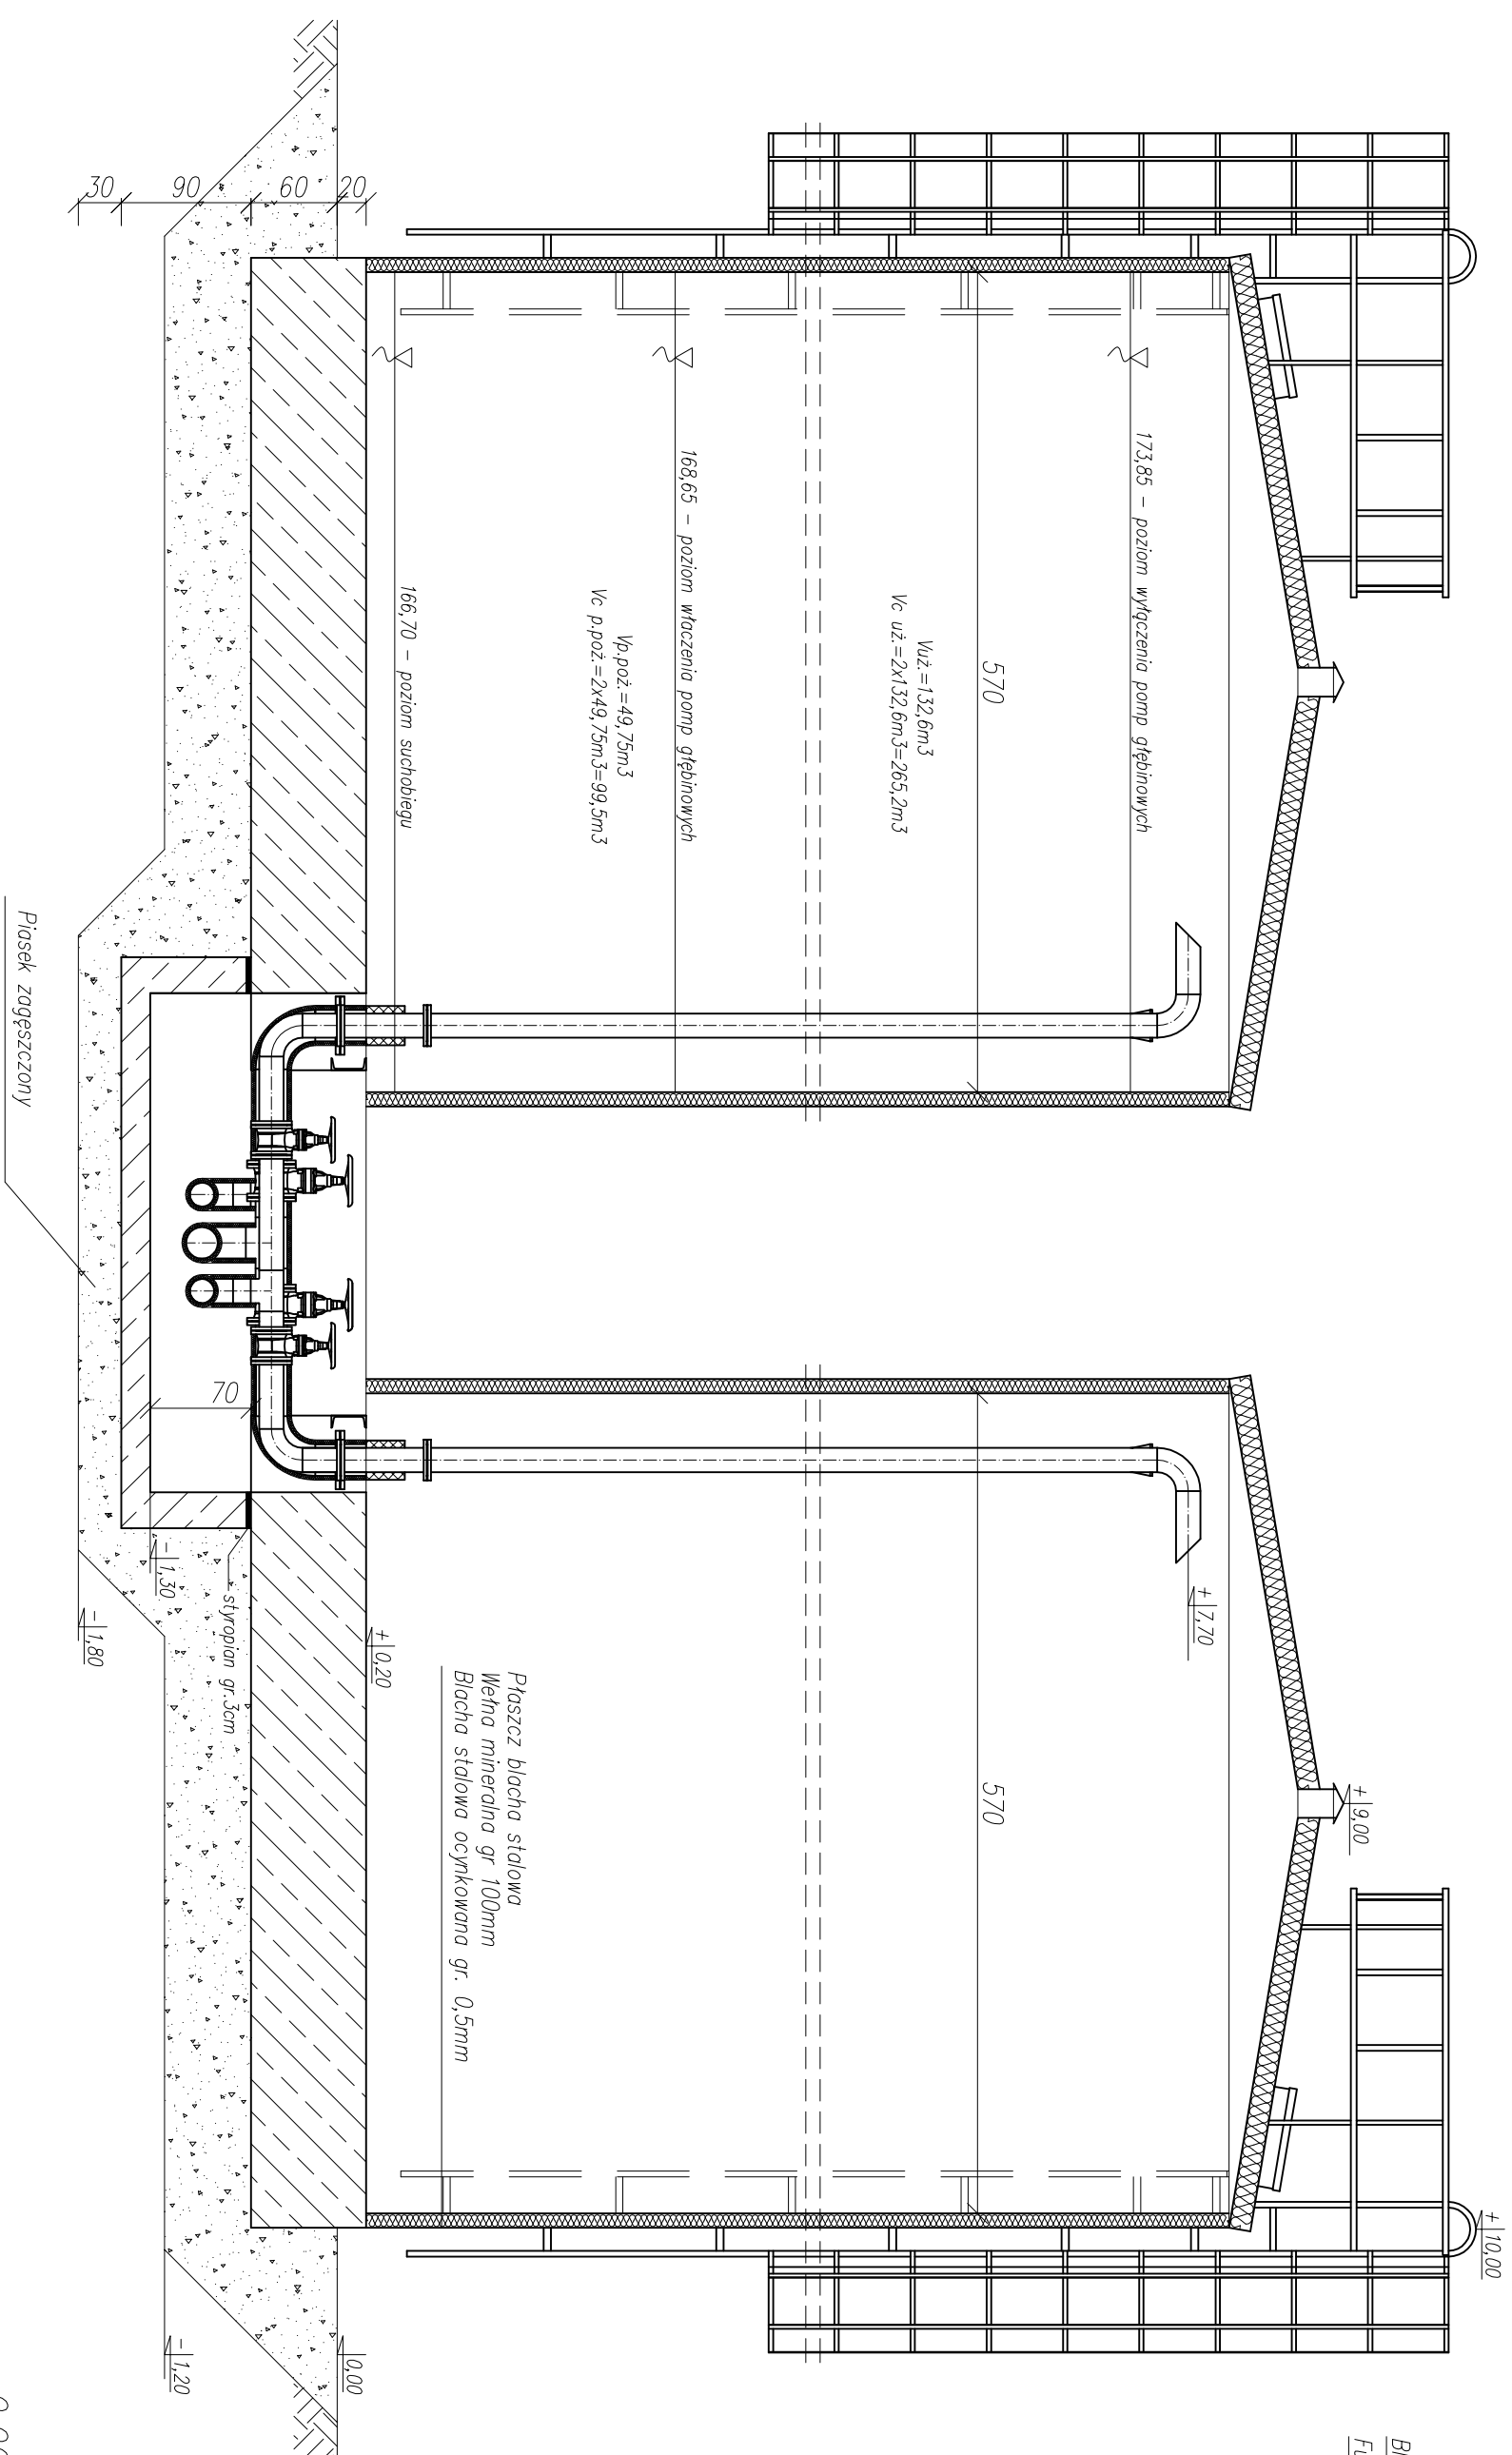 +10,00
+9,00
173,85 - poziom wyłączenia pomp głębinowych
+7,70
570
570
Vuż.=132,6m3
Vc uż.=2x132,6m3=265,2m3
168,65 - poziom właczenia pomp głębinowych
Vp.poż.=49,75m3
Vc p.poż.=2x49,75m3=99,5m3
Płaszcz blacha stalowa
Wełna mineralna gr 100mm
Blacha stalowa ocynkowana gr. 0,5mm
166,70 - poziom suchobiegu
+0,20
0,00
20
60
90
30
70
styropian gr.3cm
-1,30
-1,20
-1,80
Piasek zagęszczony